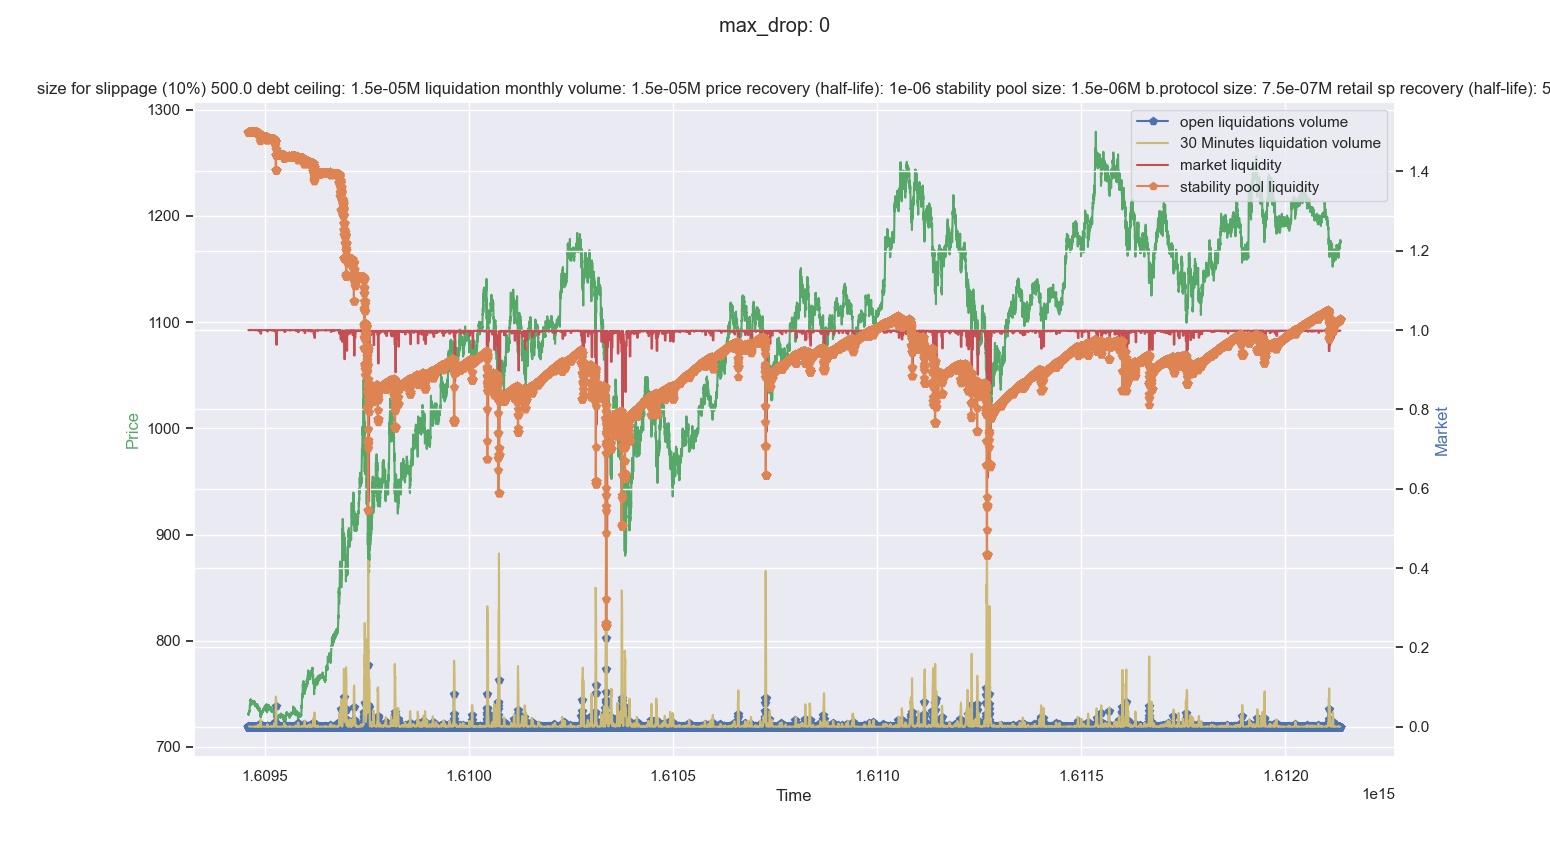 max_drop: 0
size for slippage (10%) 500.0 debt ceiling: 1.5e-05M liquidation monthly volume: 1.5e-05M price recovery (half-life): 1e-06 stability pool size: 1.5e-06M b.protocol size: 7.5e-07M retail sp recovery (half-life): 5
open liquidations volume
30 Minutes liquidation volume
market liquidity
stability pool liquidity
1300
1200
1100
1000
900
800
700
Price
1.4
1.2
1.0
0.8
0.6
0.4
0.2
0.0
Market
1.6095 1.6100 1.6105 1.6110 1.6115 1.6120
1e15
Time